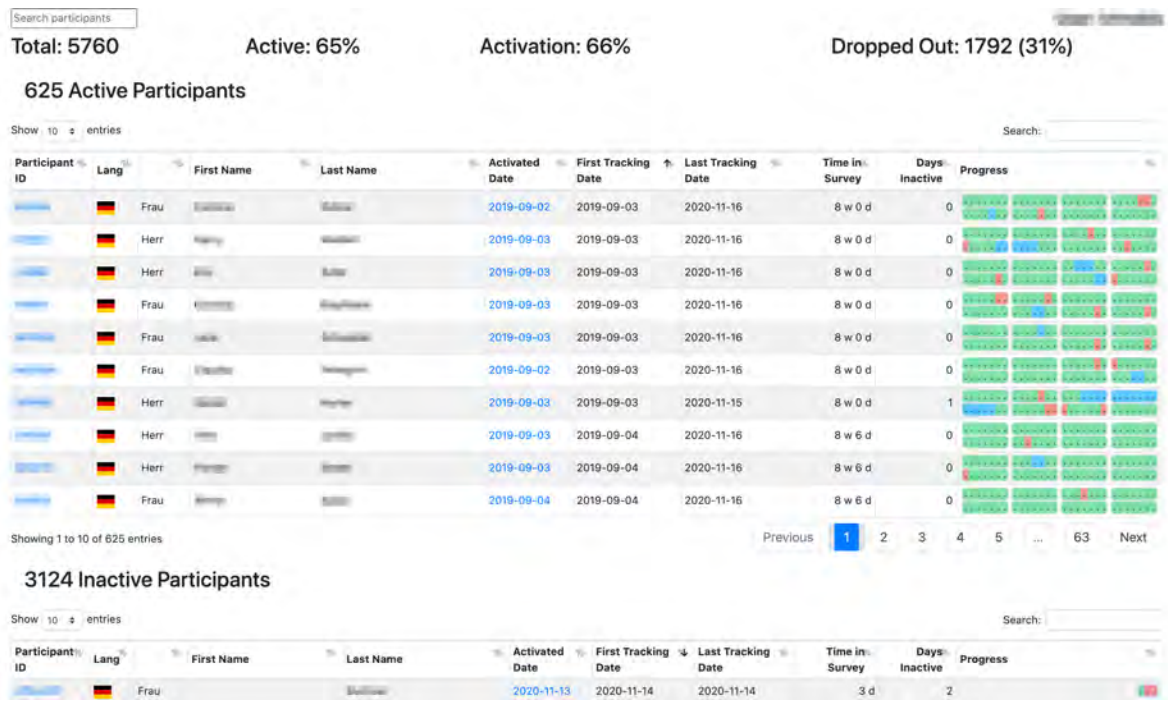 Search participants
Total: 5760 Active: 65% Activation: 66% Dropped Out: 1792 (31%)
625 Active Participants
Show 10 entries Search:
Participant ID Lang First Name Last Name Activated Date First Tracking Date Last Tracking Date Time in Survey Days Inactive Progress
Frau 2019-09-02 2019-09-03 2020-11-16 8 w 0 d 0
Herr 2019-09-03 2019-09-03 2020-11-16 8 w 0 d 0
Herr 2019-09-03 2019-09-03 2020-11-16 8 w 0 d 0
Frau 2019-09-03 2019-09-03 2020-11-16 8 w 0 d 0
Frau 2019-09-03 2019-09-03 2020-11-16 8 w 0 d 0
Frau 2019-09-02 2019-09-03 2020-11-16 8 w 0 d 0
Herr 2019-09-03 2019-09-03 2020-11-15 8 w 0 d 1
Herr 2019-09-03 2019-09-04 2020-11-16 8 w 6 d 0
Herr 2019-09-03 2019-09-04 2020-11-16 8 w 6 d 0
Frau 2019-09-04 2019-09-04 2020-11-16 8 w 6 d 0
Showing 1 to 10 of 625 entries Previous 1 2 3 4 5 ... 63 Next
3124 Inactive Participants
Show 10 entries Search:
Participant ID Lang First Name Last Name Activated Date First Tracking Date Last Tracking Date Time in Survey Days Inactive Progress
Frau 2020-11-13 2020-11-14 2020-11-14 3 d 2